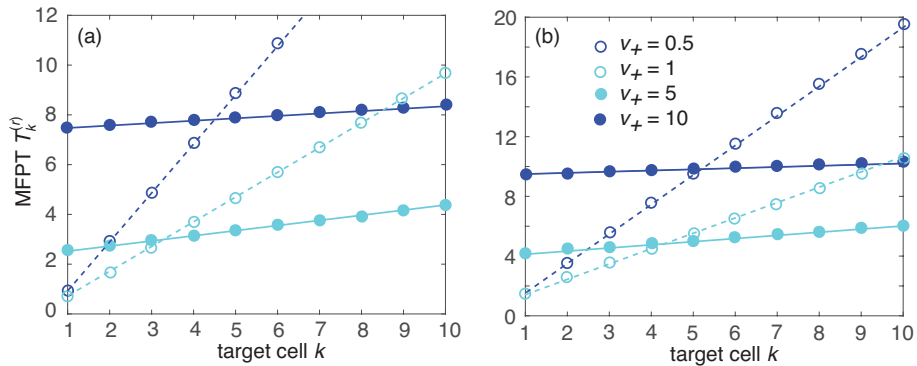 (a)
12
10
8
6
4
2
0
MFPT T_k^(r)
1 2 3 4 5 6 7 8 9 10
target cell k
(b)
20
16
12
8
4
0
v+ = 0.5
v+ = 1
v+ = 5
v+ = 10
1 2 3 4 5 6 7 8 9 10
target cell k